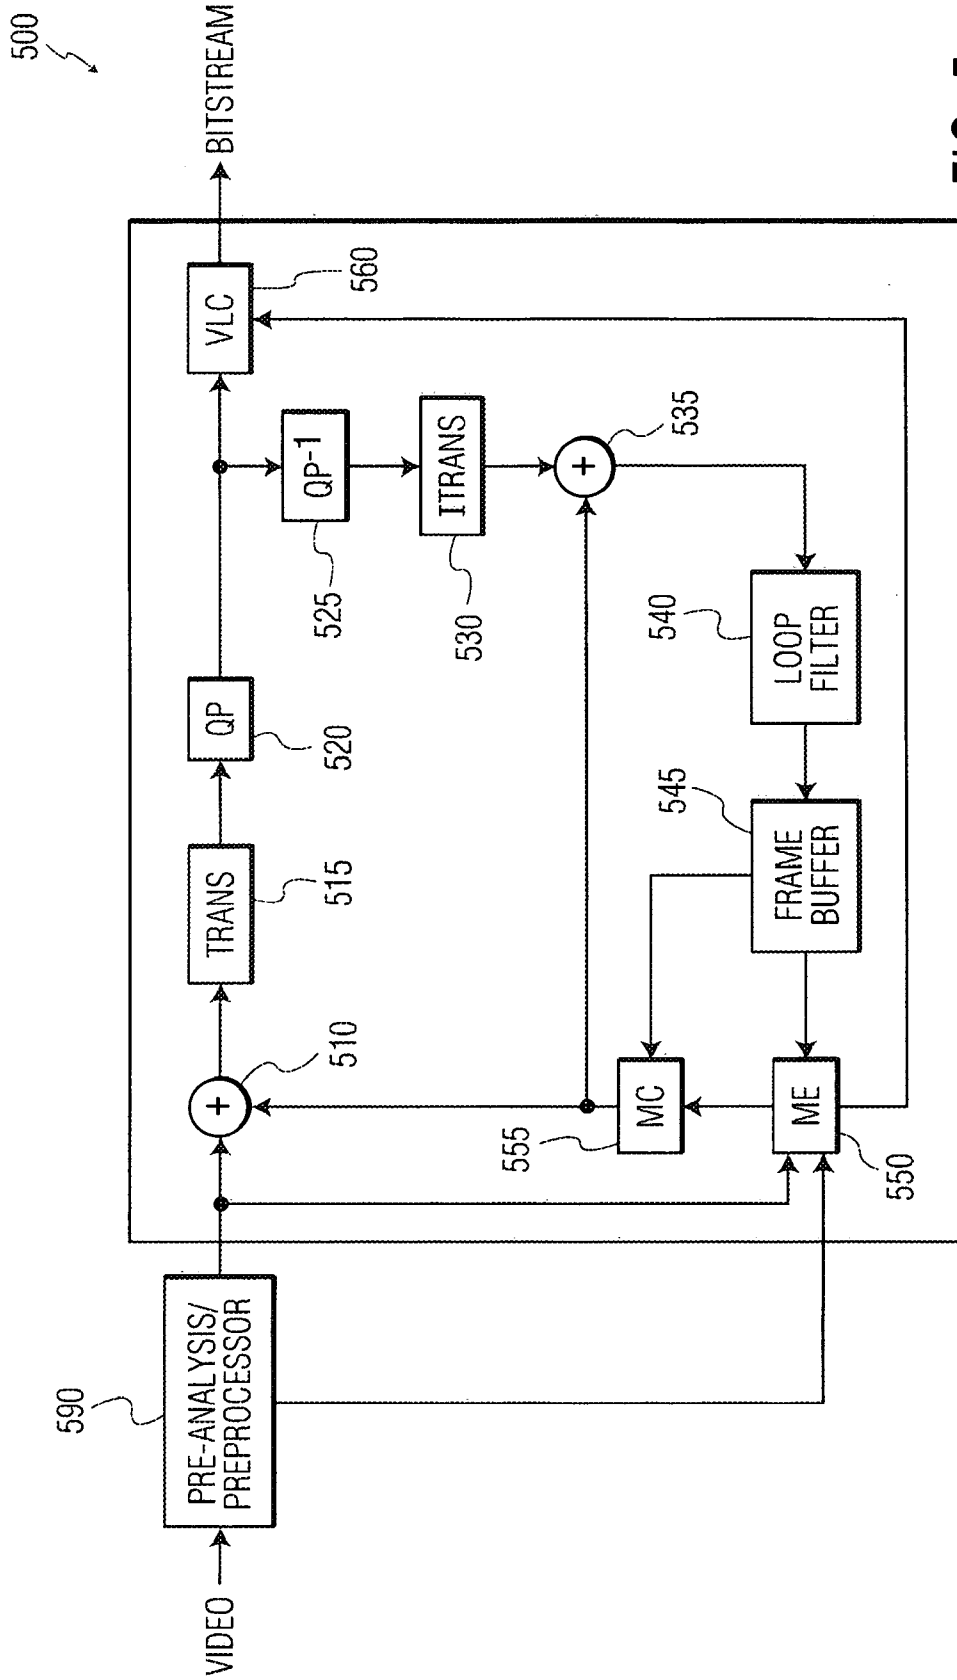 500
VIDEO
PRE-ANALYSIS/
PREPROCESSOR
590
+
510
TRANS
515
QP
520
VLC
560
BITSTREAM
QP-1
525
ITRANS
530
+
535
MC
555
ME
550
FRAME
BUFFER
545
LOOP
FILTER
540